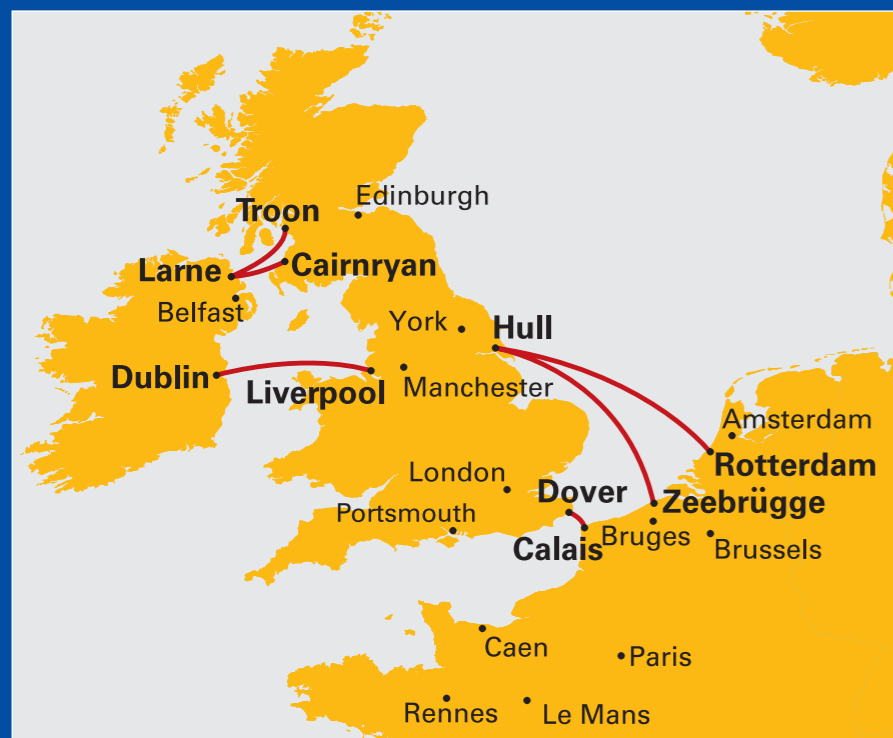 Edinburgh
Troon
Larne
Cairnryan
Belfast
York
Hull
Dublin
Liverpool
Manchester
Amsterdam
Rotterdam
London
Dover
Zeebrügge
Portsmouth
Calais
Bruges
Brussels
Caen
Paris
Rennes
Le Mans